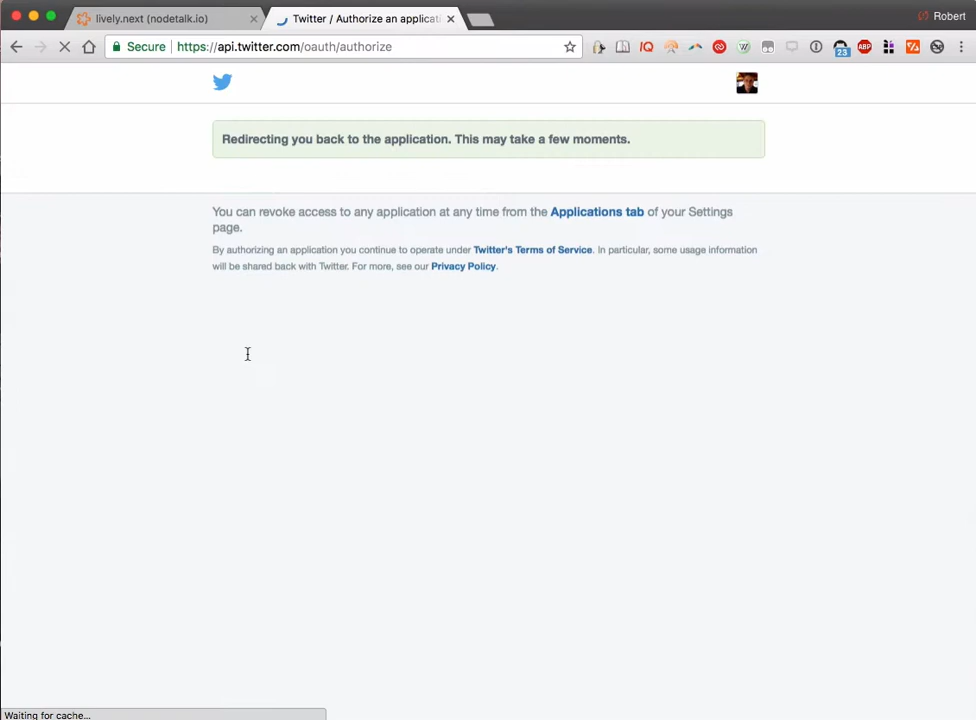 lively.next (nodetalk.io)
Twitter / Authorize an applicati
Robert
Secure
https://api.twitter.com/oauth/authorize
23
ABP
Redirecting you back to the application. This may take a few moments.
You can revoke access to any application at any time from the Applications tab of your Settings
page.
By authorizing an application you continue to operate under Twitter's Terms of Service. In particular, some usage information
will be shared back with Twitter. For more, see our Privacy Policy.
Waiting for cache...